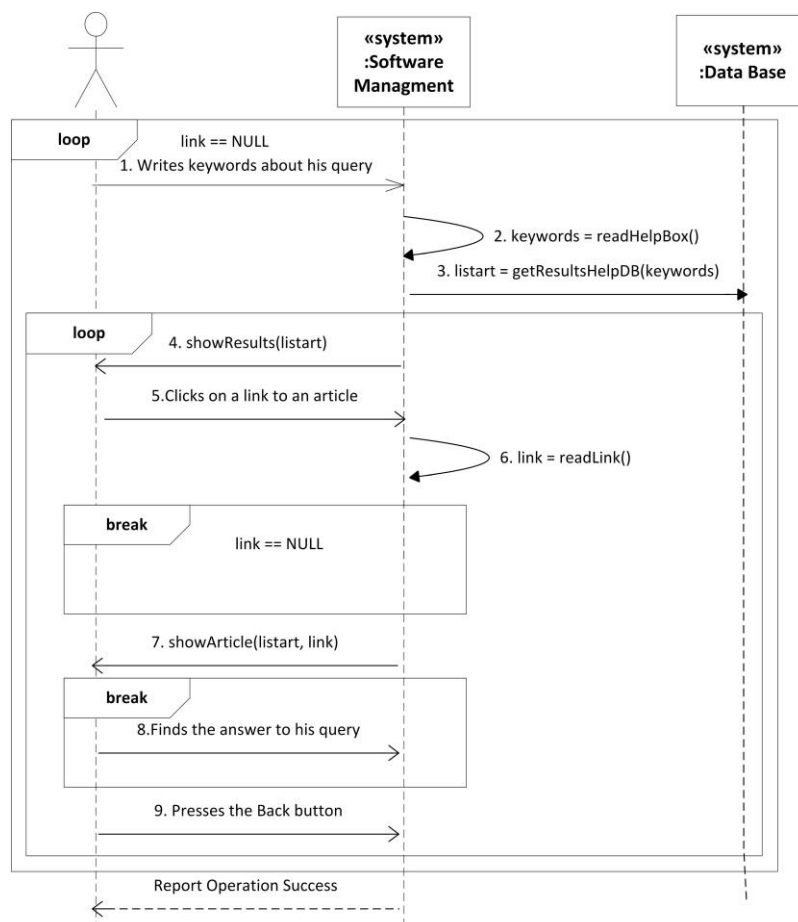 «system»
:Software
Managment
«system»
:Data Base
loop
link == NULL
1. Writes keywords about his query
2. keywords = readHelpBox()
3. listart = getResultsHelpDB(keywords)
loop
4. showResults(listart)
5.Clicks on a link to an article
6. link = readLink()
break
link == NULL
7. showArticle(listart, link)
break
8.Finds the answer to his query
9. Presses the Back button
Report Operation Success